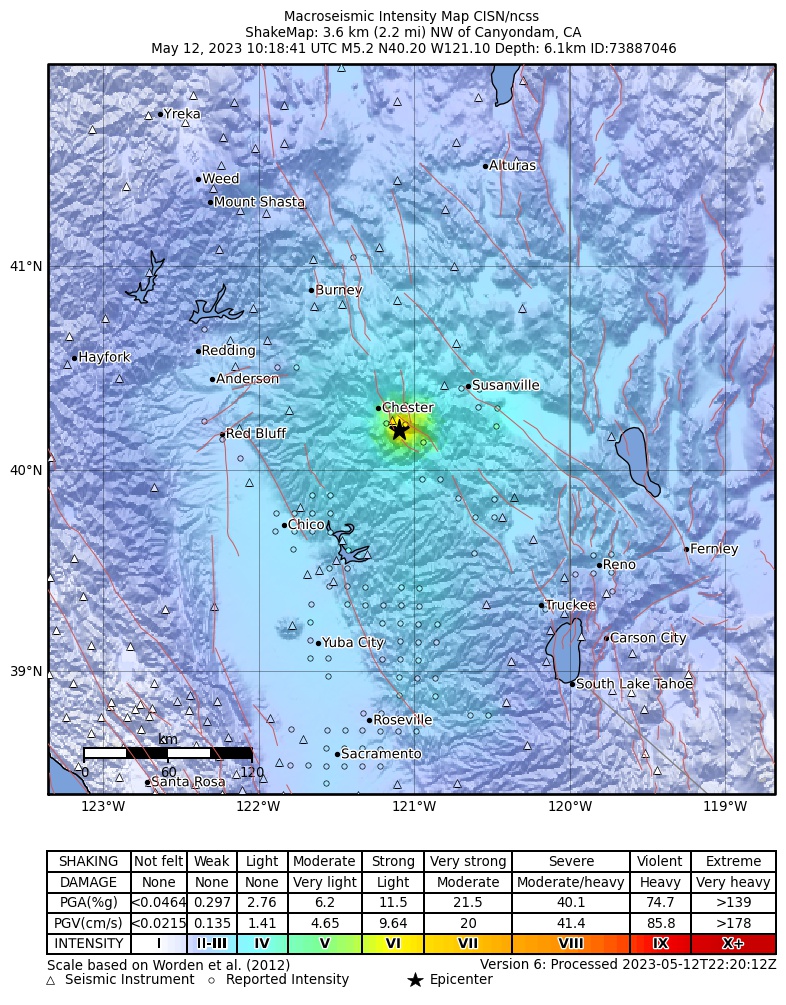 Macroseismic Intensity Map CISN/ncss
ShakeMap: 3.6 km (2.2 mi) NW of Canyondam, CA
May 12, 2023 10:18:41 UTC M5.2 N40.20 W121.10 Depth: 6.1km ID:73887046
Yreka
Alturas
Weed
Mount Shasta
41°N
Burney
Redding
Hayfork
Anderson
Susanville
Chester
Red Bluff
40°N
Chico
Fernley
Reno
Truckee
Carson City
Yuba City
39°N
South Lake Tahoe
Roseville
km
Sacramento
0 60 120
Santa Rosa
123°W 122°W 121°W 120°W 119°W
SHAKING Not felt Weak Light Moderate Strong Very strong Severe Violent Extreme
DAMAGE None None None Very light Light Moderate Moderate/heavy Heavy Very heavy
PGA(%g) <0.0464 0.297 2.76 6.2 11.5 21.5 40.1 74.7 >139
PGV(cm/s) <0.0215 0.135 1.41 4.65 9.64 20 41.4 85.8 >178
INTENSITY I II-III IV V VI VII VIII IX X+
Scale based on Worden et al. (2012) Version 6: Processed 2023-05-12T22:20:12Z
△ Seismic Instrument ○ Reported Intensity ★ Epicenter